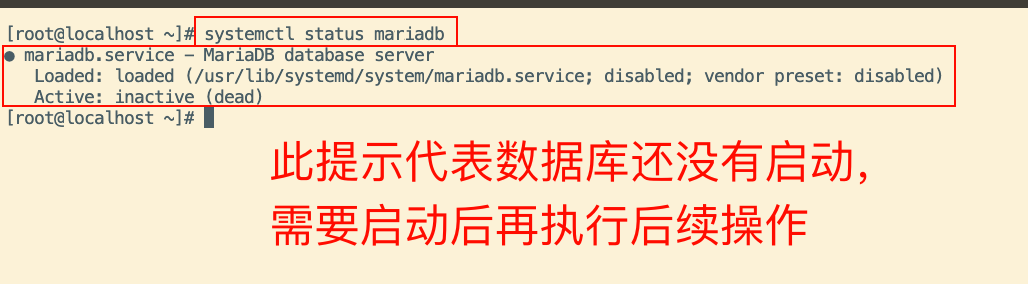 [root@localhost ~]# systemctl status mariadb
● mariadb.service - MariaDB database server
   Loaded: loaded (/usr/lib/systemd/system/mariadb.service; disabled; vendor preset: disabled)
   Active: inactive (dead)
[root@localhost ~]#
此提示代表数据库还没有启动，
需要启动后再执行后续操作